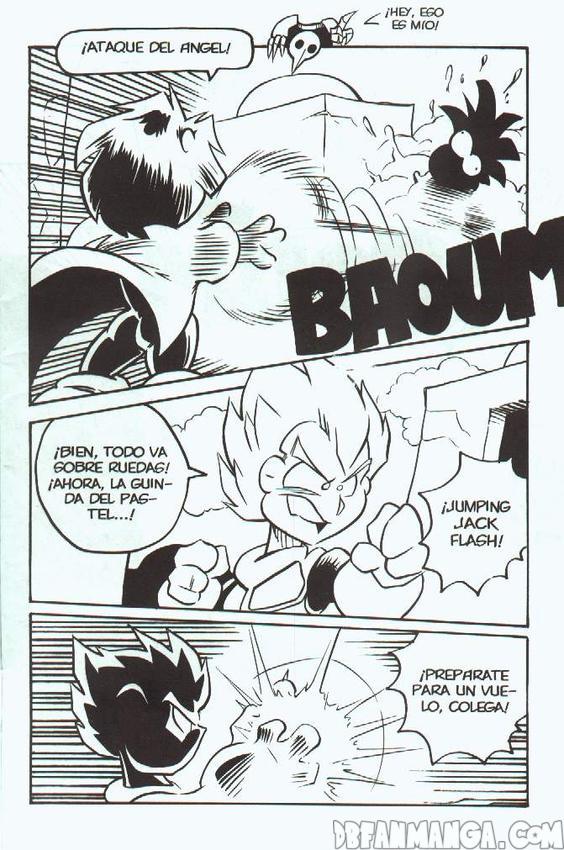 ¡HEY, ESO
ES MIO!
¡ATAQUE DEL ANGEL!
BAOUM
¡BIEN, TODO VA
SOBRE RUEDAS!
¡AHORA, LA GUIN-
DA DEL PAS-
TEL...!
¡JUMPING
JACK
FLASH!
¡PREPARATE
PARA UN VUE-
LO, COLEGA!
DBFANMANGA.COM